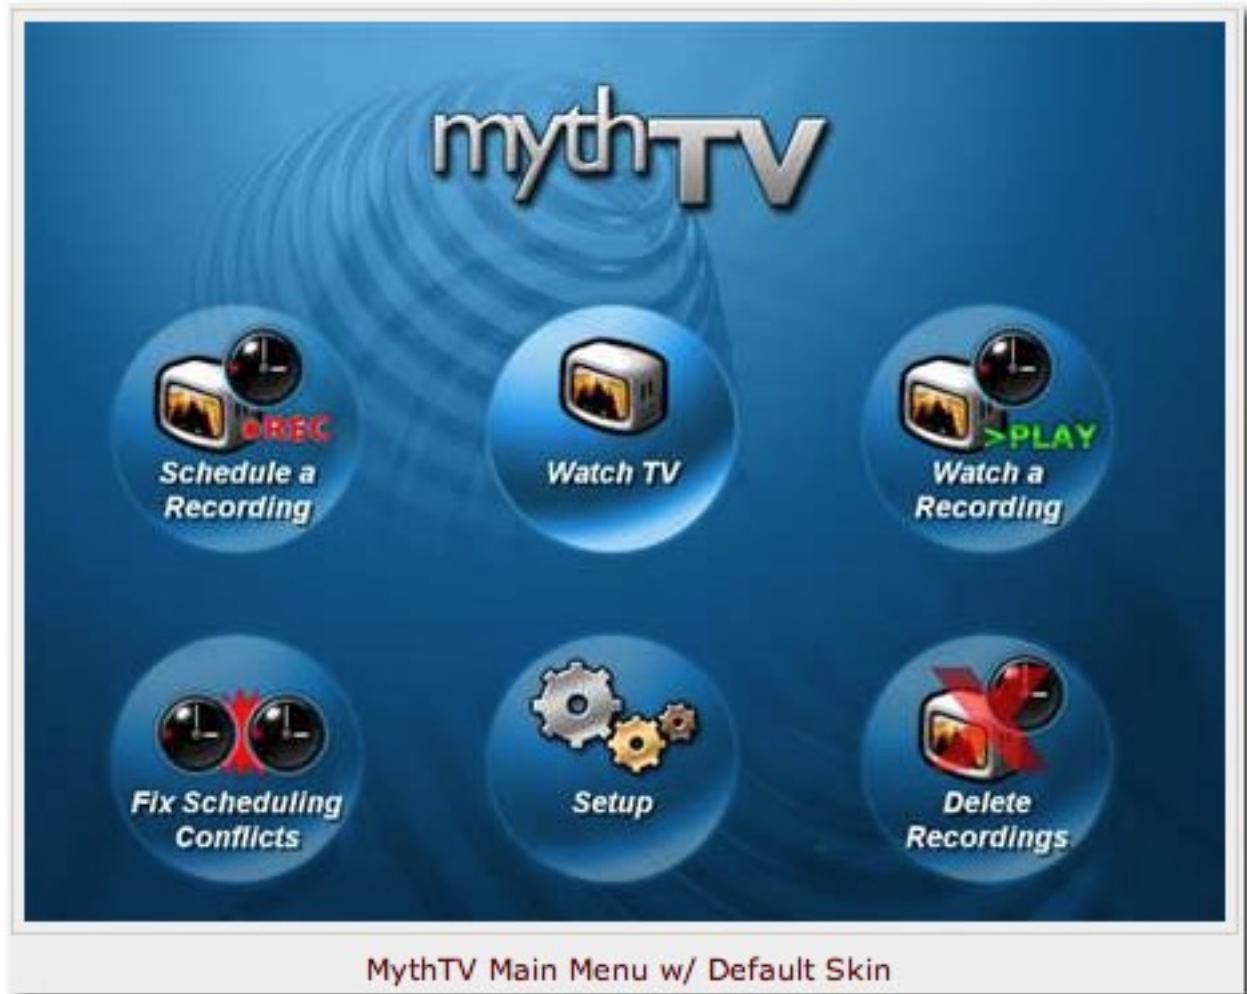 mythTV
REC
>PLAY
Schedule a
Recording
Watch TV
Watch a
Recording
Fix Scheduling
Conflicts
Setup
Delete
Recordings
MythTV Main Menu w/ Default Skin